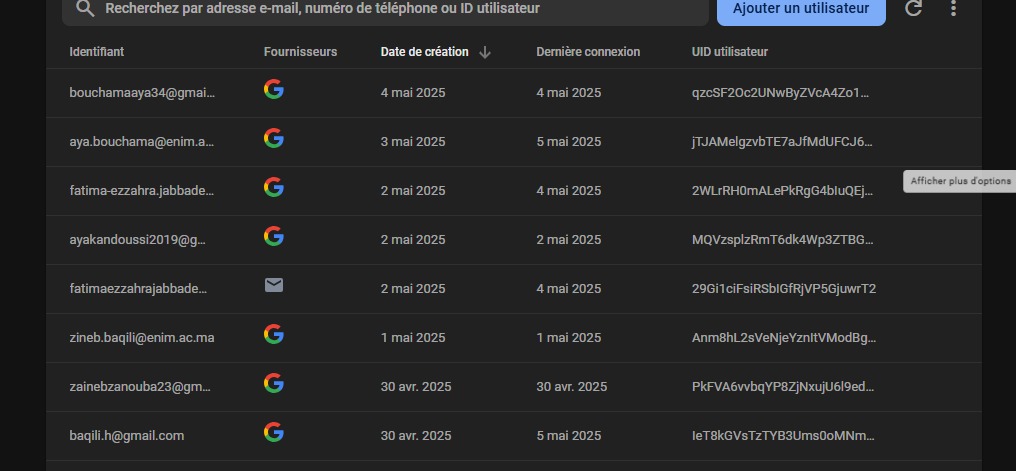 Recherchez par adresse e-mail, numéro de téléphone ou ID utilisateur Ajouter un utilisateur
Identifiant Fournisseurs Date de création Dernière connexion UID utilisateur
bouchamaaya34@gmai... 4 mai 2025 4 mai 2025 qzcSF2Oc2UNwByZVcA4Zo1...
aya.bouchama@enim.a... 3 mai 2025 5 mai 2025 jTJAMelgzvbTE7aJfMdUFCJ6...
fatima-ezzahra.jabbade... 2 mai 2025 4 mai 2025 2WLrRH0mALePkRgG4bIuQEj...
Afficher plus d'options
ayakandoussi2019@g... 2 mai 2025 2 mai 2025 MQVzsplzRmT6dk4Wp3ZTBG...
fatimaezzahrajabbade... 2 mai 2025 4 mai 2025 29Gi1ciFsiRSbIGfRjVP5GjuwrT2
zineb.baqili@enim.ac.ma 1 mai 2025 1 mai 2025 Anm8hL2sVeNjeYznItVModBg...
zainebzanouba23@gm... 30 avr. 2025 30 avr. 2025 PkFVA6vvbqYP8ZjNxujU6l9ed...
baqili.h@gmail.com 30 avr. 2025 5 mai 2025 IeT8kGVsTzTYB3Ums0oMNm...